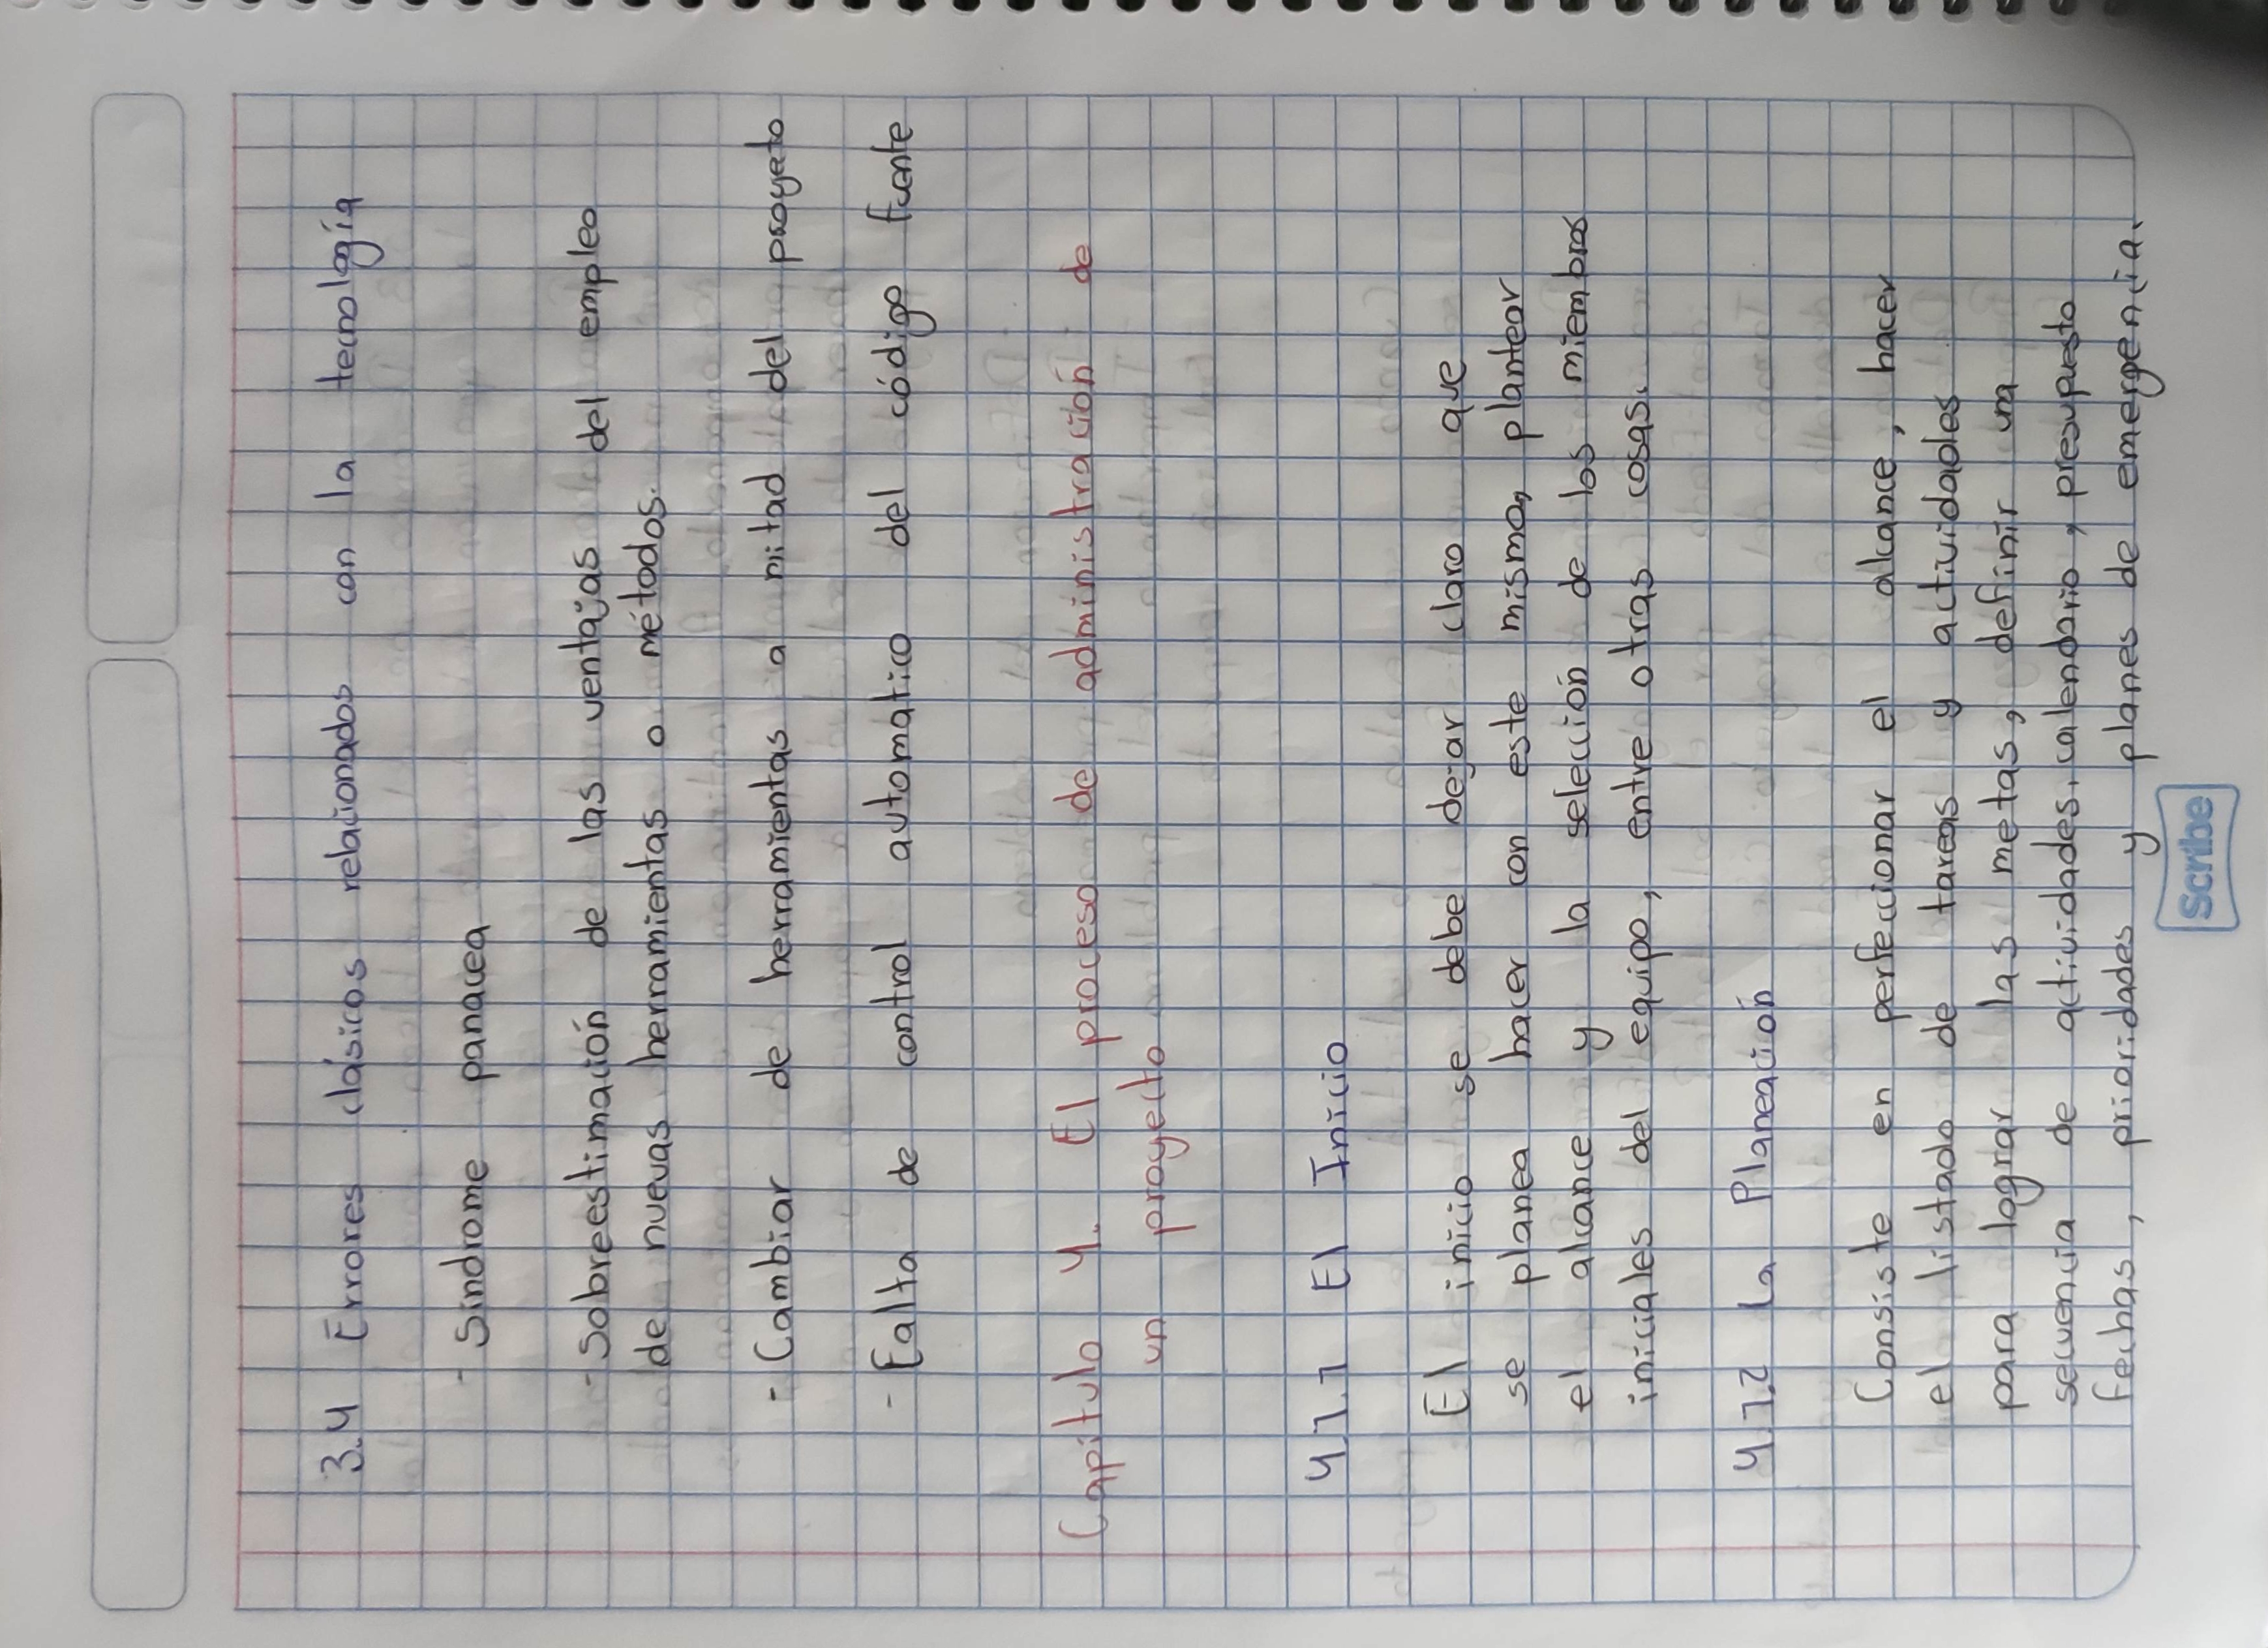 3.4 Errores clásicos relacionados con la tecnología
- Sindrome panacea
- Sobreestimación de las ventajas del empleo
de nuevas herramientas o métodos.
- Cambiar de herramientas a mitad del proyeto
- Falta de control automatico del código fuente
Capitulo 4. El proceso de administración de
un proyecto
4.1.1 El Inicio
El inicio se debe dejar claro que
se planea hacer con este mismo, plantear
el alcance y la selección de los miembros
iniciales del equipo, entre otras cosas.
4.1.2 La Planeación
Consiste en perfeccionar el alcance, hacer
el listado de tareas y actividades
para lograr las metas, definir una
secuencia de actividades, calendario, presupuesto
fechas, prioridades y planes de emergencia.
Scribe